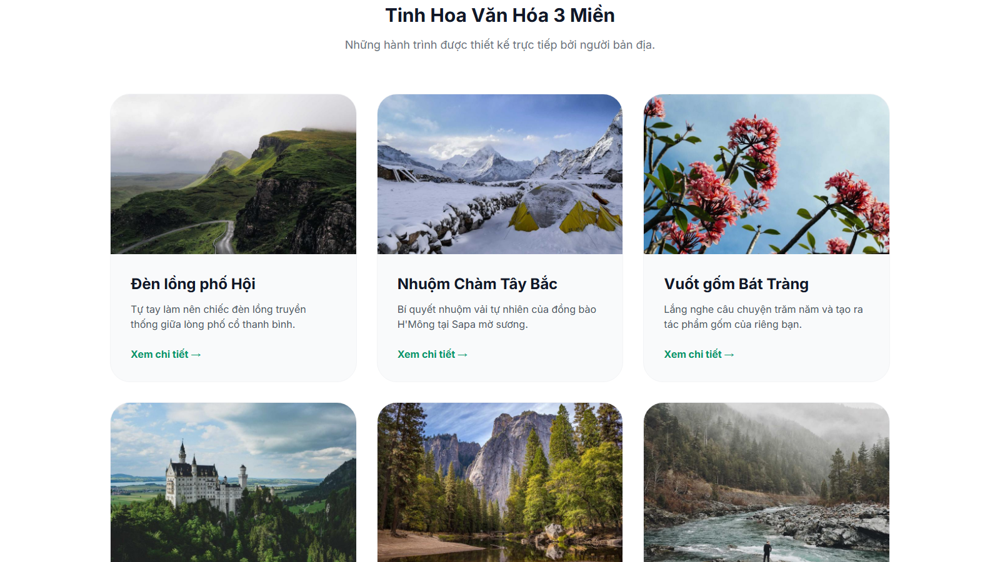 Tinh Hoa Văn Hóa 3 Miền
Những hành trình được thiết kế trực tiếp bởi người bản địa.
Đèn lồng phố Hội
Tự tay làm nên chiếc đèn lồng truyền
thống giữa lòng phố cổ thanh bình.
Xem chi tiết →
Nhuộm Chàm Tây Bắc
Bí quyết nhuộm vải tự nhiên của đồng bào
H'Mông tại Sapa mờ sương.
Xem chi tiết →
Vuốt gốm Bát Tràng
Lắng nghe câu chuyện trăm năm và tạo ra
tác phẩm gốm của riêng bạn.
Xem chi tiết →